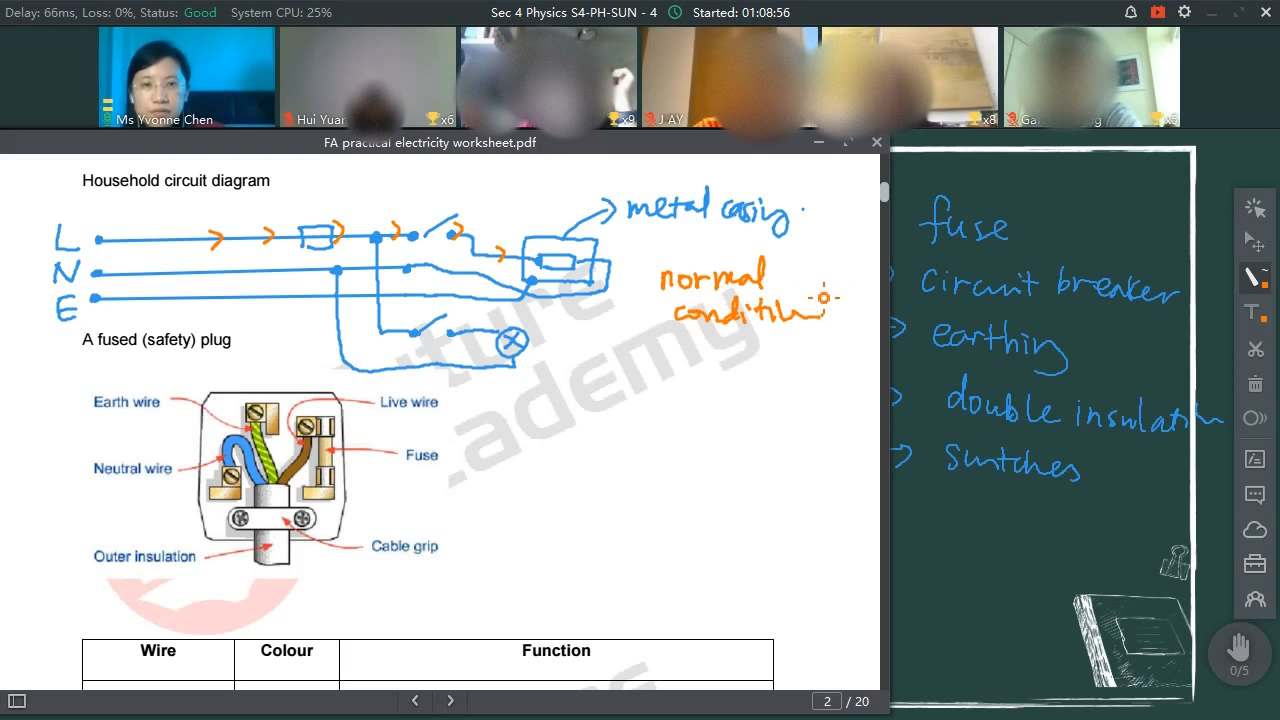 Delay: 66ms, Loss: 0%, Status: Good System CPU: 25%
Sec 4 Physics S4-PH-SUN - 4 Started: 01:08:56
Ms Yvonne Chen
Hui Yuan
x6
x9
J AY
x8
x5
FA practical electricity worksheet.pdf
Household circuit diagram
L
N
E
metal casing.
normal
condition
A fused (safety) plug
Earth wire
Live wire
Neutral wire
Fuse
Outer insulation
Cable grip
Wire Colour Function
2 / 20
fuse
circuit breaker
earthing
double insulation
switches
0/5